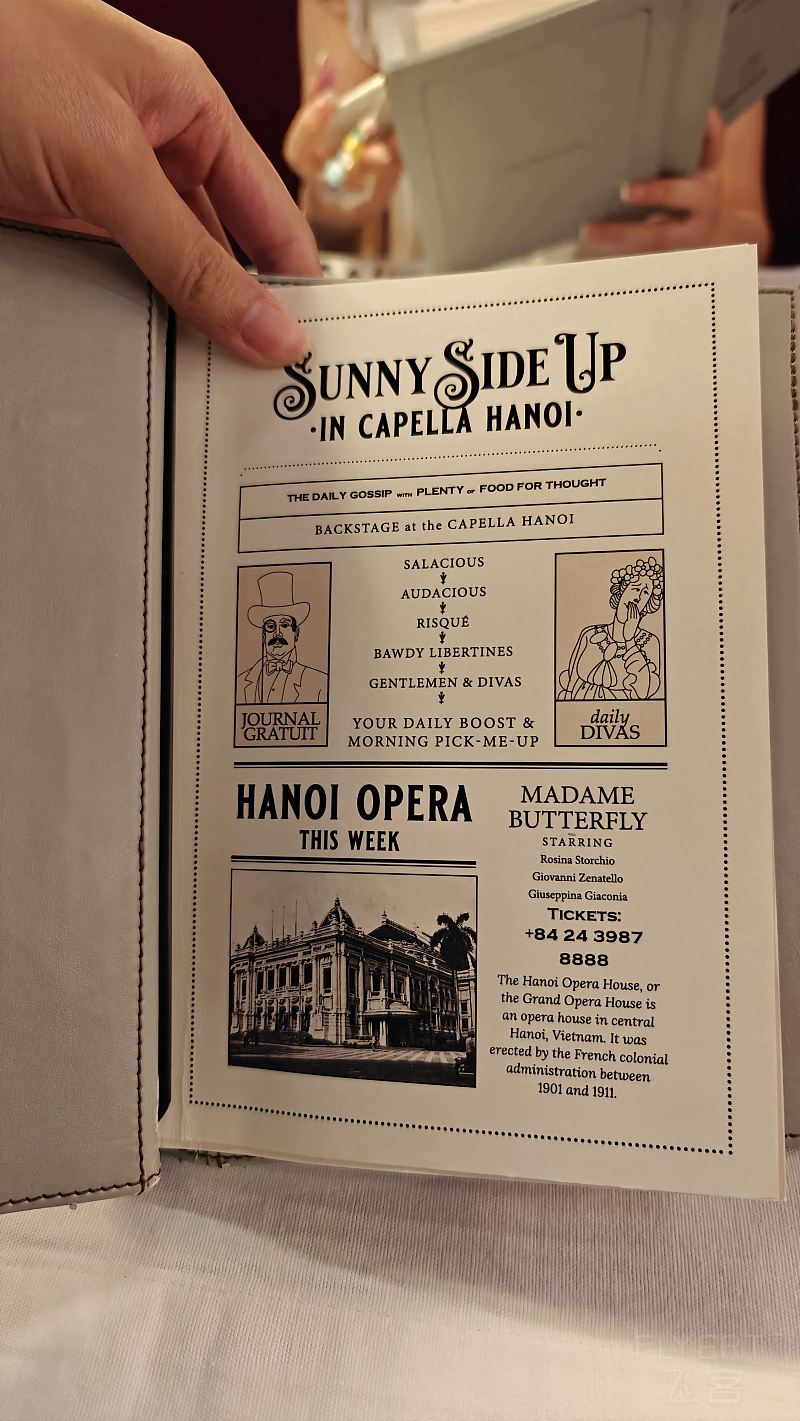 SUNNY SIDE UP
·IN CAPELLA HANOI·
THE DAILY GOSSIP WITH PLENTY OF FOOD FOR THOUGHT
BACKSTAGE at the CAPELLA HANOI
SALACIOUS
AUDACIOUS
RISQUÉ
BAWDY LIBERTINES
GENTLEMEN & DIVAS
YOUR DAILY BOOST &
MORNING PICK-ME-UP
JOURNAL
GRATUIT
daily
DIVAS
HANOI OPERA
THIS WEEK
MADAME
BUTTERFLY
STARRING
Rosina Storchio
Giovanni Zenatello
Giuseppina Giaconia
TICKETS:
+84 24 3987
8888
The Hanoi Opera House, or
the Grand Opera House is
an opera house in central
Hanoi, Vietnam. It was
erected by the French colonial
administration between
1901 and 1911.
FLYERT
飞客